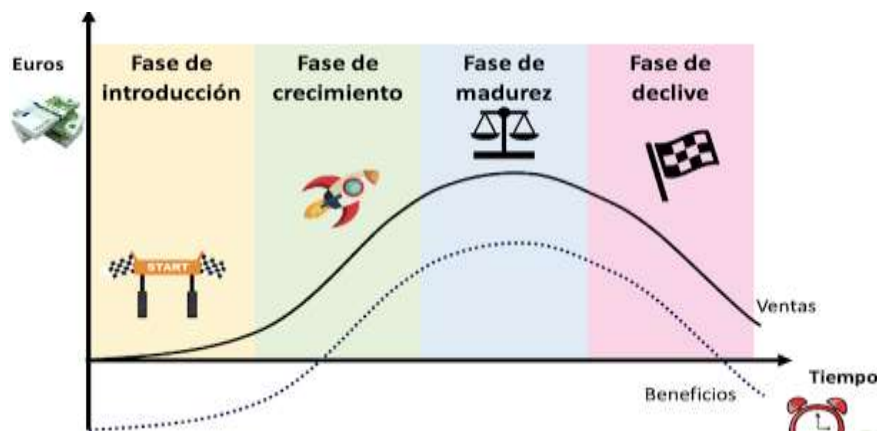 Euros
Fase de
introducción
Fase de
crecimiento
Fase de
madurez
Fase de
declive
START
Ventas
Beneficios
Tiempo